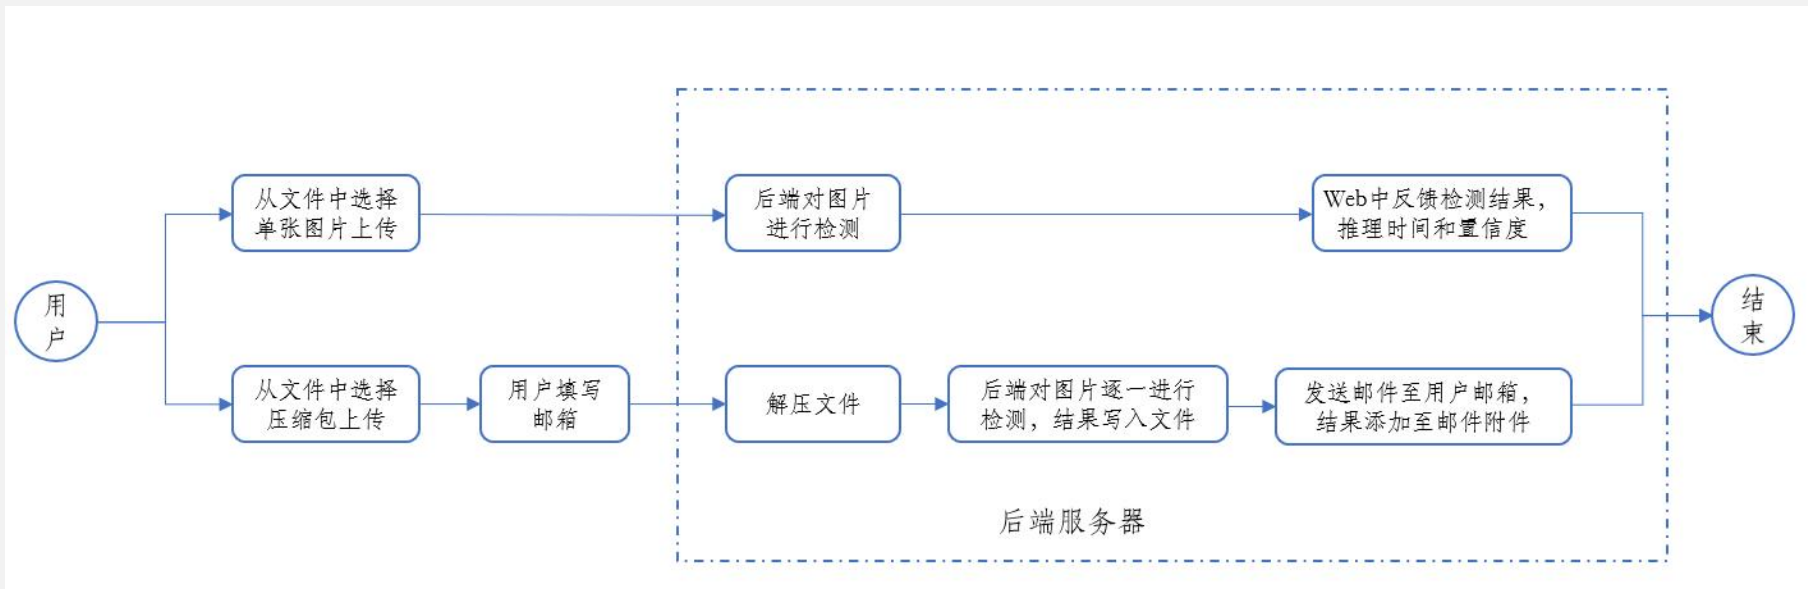 用
户
从文件中选择
单张图片上传
后端对图片
进行检测
Web中反馈检测结果，
推理时间和置信度
从文件中选择
压缩包上传
用户填写
邮箱
解压文件
后端对图片逐一进行
检测，结果写入文件
发送邮件至用户邮箱，
结果添加至邮件附件
结
束
后端服务器